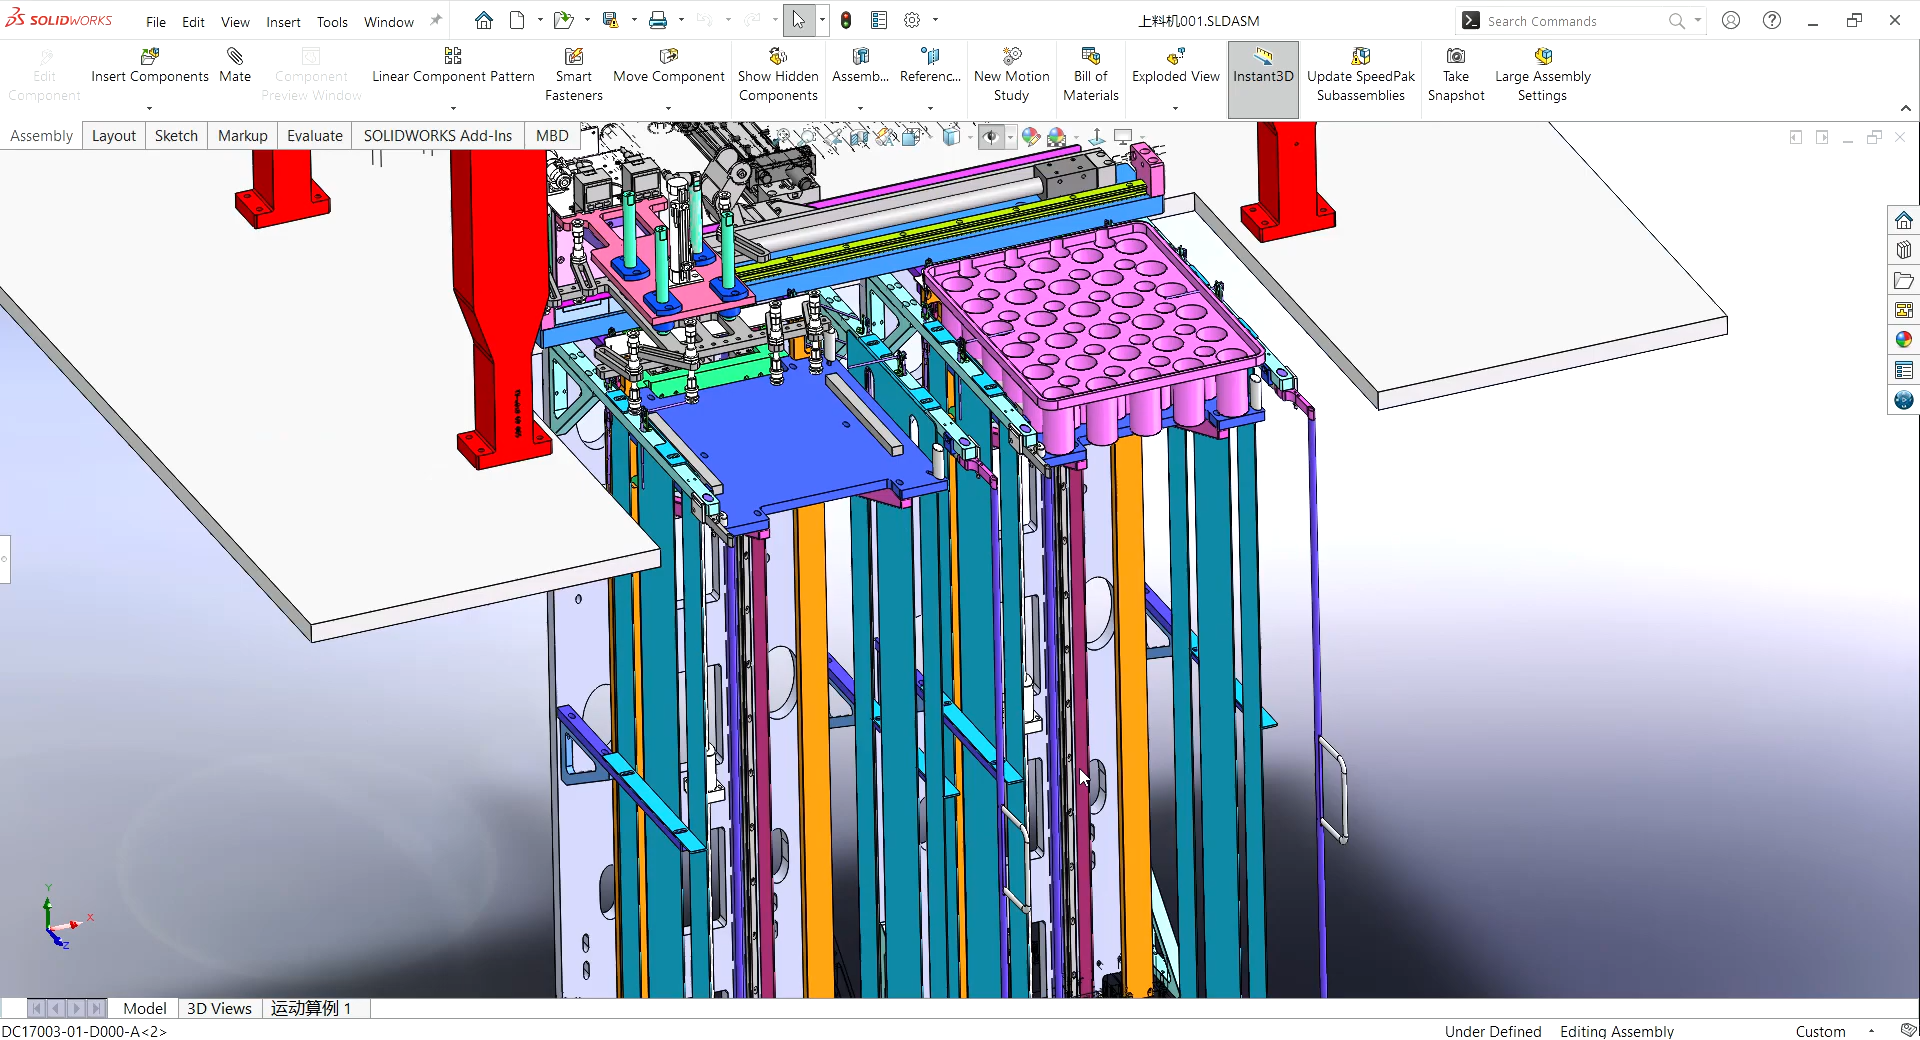 SOLIDWORKS File Edit View Insert Tools Window
上料机001.SLDASM
Search Commands
Edit Component
Insert Components
Mate
Component Preview Window
Linear Component Pattern
Smart Fasteners
Move Component
Show Hidden Components
Assemb...
Referenc...
New Motion Study
Bill of Materials
Exploded View
Instant3D
Update SpeedPak Subassemblies
Take Snapshot
Large Assembly Settings
Assembly Layout Sketch Markup Evaluate SOLIDWORKS Add-Ins MBD
Y
X
Z
Model 3D Views 运动算例 1
DC17003-01-D000-A<2> Under Defined Editing Assembly Custom